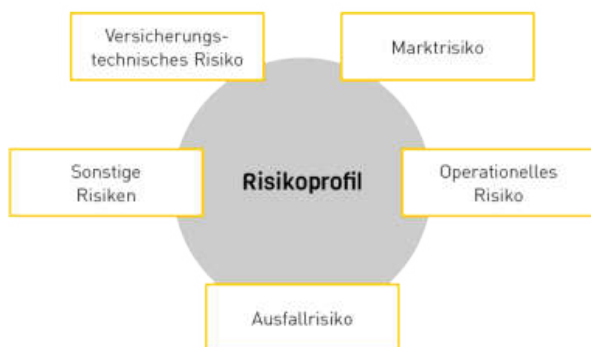 Versicherungs-
technisches Risiko
Marktrisiko
Sonstige
Risiken
Risikoprofil
Operationelles
Risiko
Ausfallrisiko